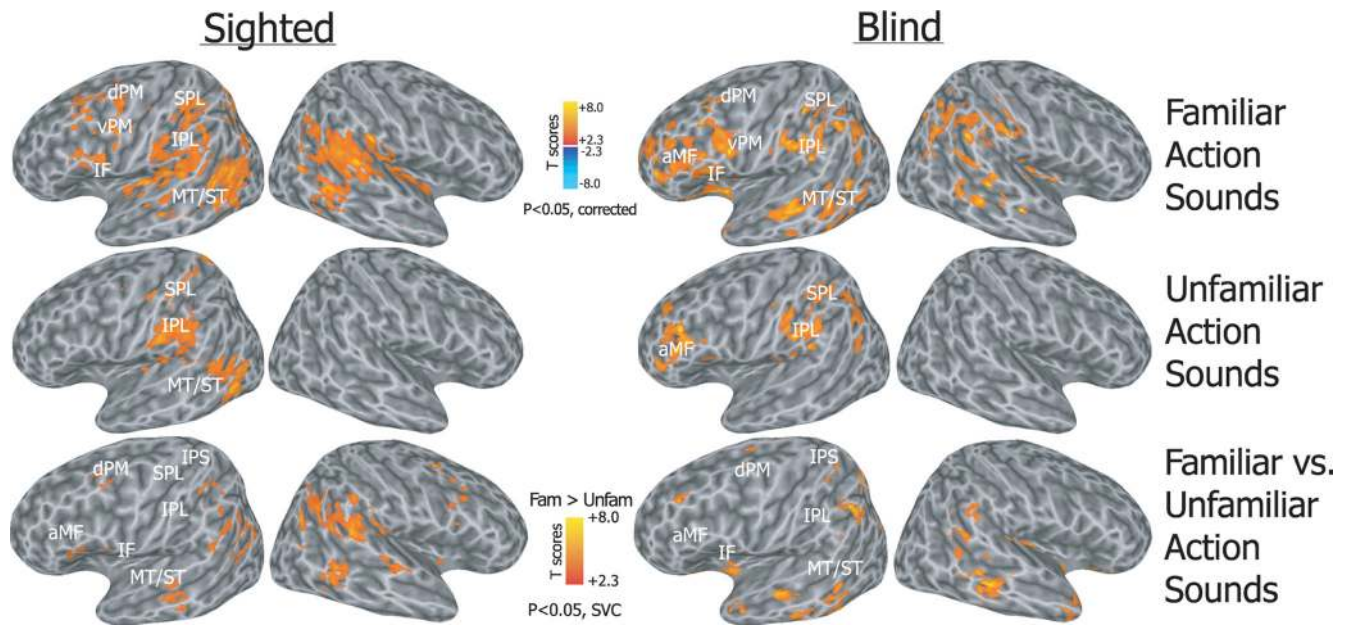 Sighted
Blind
dPM
SPL
vPM
IPL
IF
MT/ST
+8.0
+2.3
-2.3
-8.0
T scores
P<0.05, corrected
dPM
SPL
vPM
IPL
aMF
IF
MT/ST
Familiar
Action
Sounds
SPL
IPL
MT/ST
SPL
IPL
aMF
Unfamiliar
Action
Sounds
IPS
dPM
SPL
IPL
aMF
IF
MT/ST
Fam > Unfam
+8.0
T scores
+2.3
P<0.05, SVC
dPM
IPS
IPL
aMF
IF
MT/ST
Familiar vs.
Unfamiliar
Action
Sounds